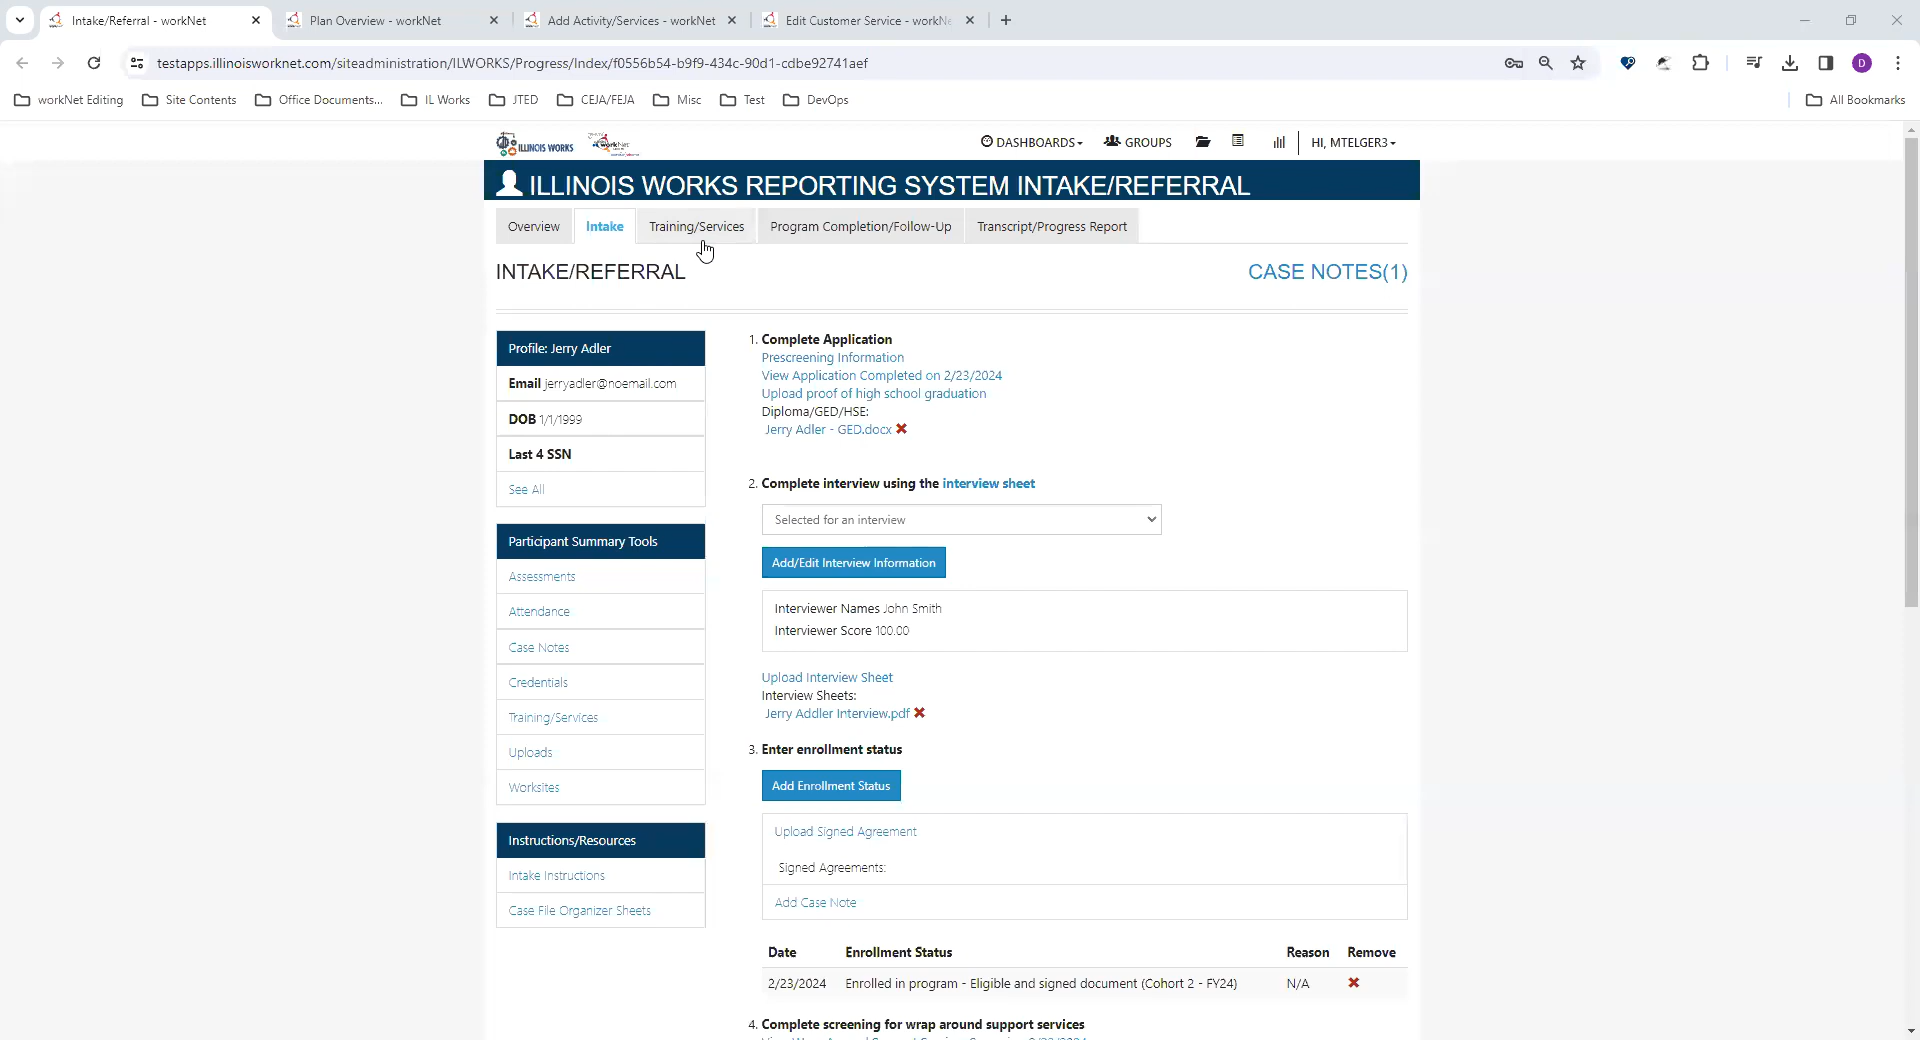 Intake/Referral - workNet
Plan Overview - workNet
Add Activity/Services - workNet
Edit Customer Service - workNe
testapps.illinoisworknet.com/siteadministration/ILWORKS/Progress/Index/f0556b54-b9f9-434c-90d1-cdbe92741aef
D
workNet Editing
Site Contents
Office Documents...
IL Works
JTED
CEJA/FEJA
Misc
Test
DevOps
All Bookmarks
ILLINOIS WORKS
workNet
DASHBOARDS
GROUPS
HI, MTELGER3
ILLINOIS WORKS REPORTING SYSTEM INTAKE/REFERRAL
Overview
Intake
Training/Services
Program Completion/Follow-Up
Transcript/Progress Report
INTAKE/REFERRAL
CASE NOTES(1)
Profile: Jerry Adler
Email jerryadler@noemail.com
DOB 1/1/1999
Last 4 SSN
See All
Participant Summary Tools
Assessments
Attendance
Case Notes
Credentials
Training/Services
Uploads
Worksites
Instructions/Resources
Intake Instructions
Case File Organizer Sheets
1. Complete Application
Prescreening Information
View Application Completed on 2/23/2024
Upload proof of high school graduation
Diploma/GED/HSE:
Jerry Adler - GED.docx
2. Complete interview using the interview sheet
Selected for an interview
Add/Edit Interview Information
Interviewer Names John Smith
Interviewer Score 100.00
Upload Interview Sheet
Interview Sheets:
Jerry Addler Interview.pdf
3. Enter enrollment status
Add Enrollment Status
Upload Signed Agreement
Signed Agreements:
Add Case Note
Date Enrollment Status Reason Remove
2/23/2024 Enrolled in program - Eligible and signed document (Cohort 2 - FY24) N/A
4. Complete screening for wrap around support services